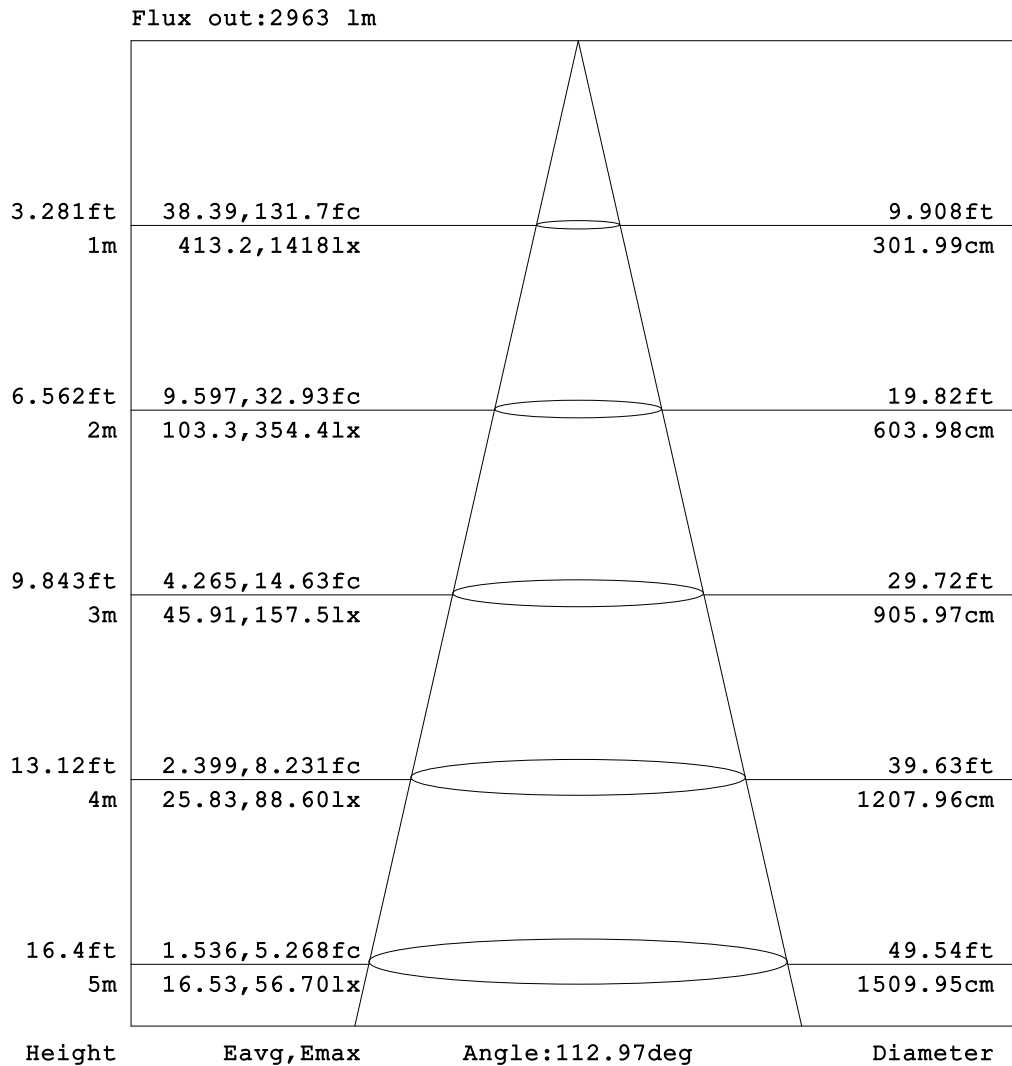 Flux out:2963 lm
3.281ft 38.39,131.7fc 9.908ft
1m 413.2,1418lx 301.99cm
6.562ft 9.597,32.93fc 19.82ft
2m 103.3,354.4lx 603.98cm
9.843ft 4.265,14.63fc 29.72ft
3m 45.91,157.5lx 905.97cm
13.12ft 2.399,8.231fc 39.63ft
4m 25.83,88.60lx 1207.96cm
16.4ft 1.536,5.268fc 49.54ft
5m 16.53,56.70lx 1509.95cm
Height Eavg,Emax Angle:112.97deg Diameter